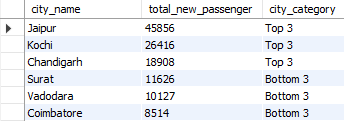 city_name total_new_passenger city_category
Jaipur 45856 Top 3
Kochi 26416 Top 3
Chandigarh 18908 Top 3
Surat 11626 Bottom 3
Vadodara 10127 Bottom 3
Coimbatore 8514 Bottom 3